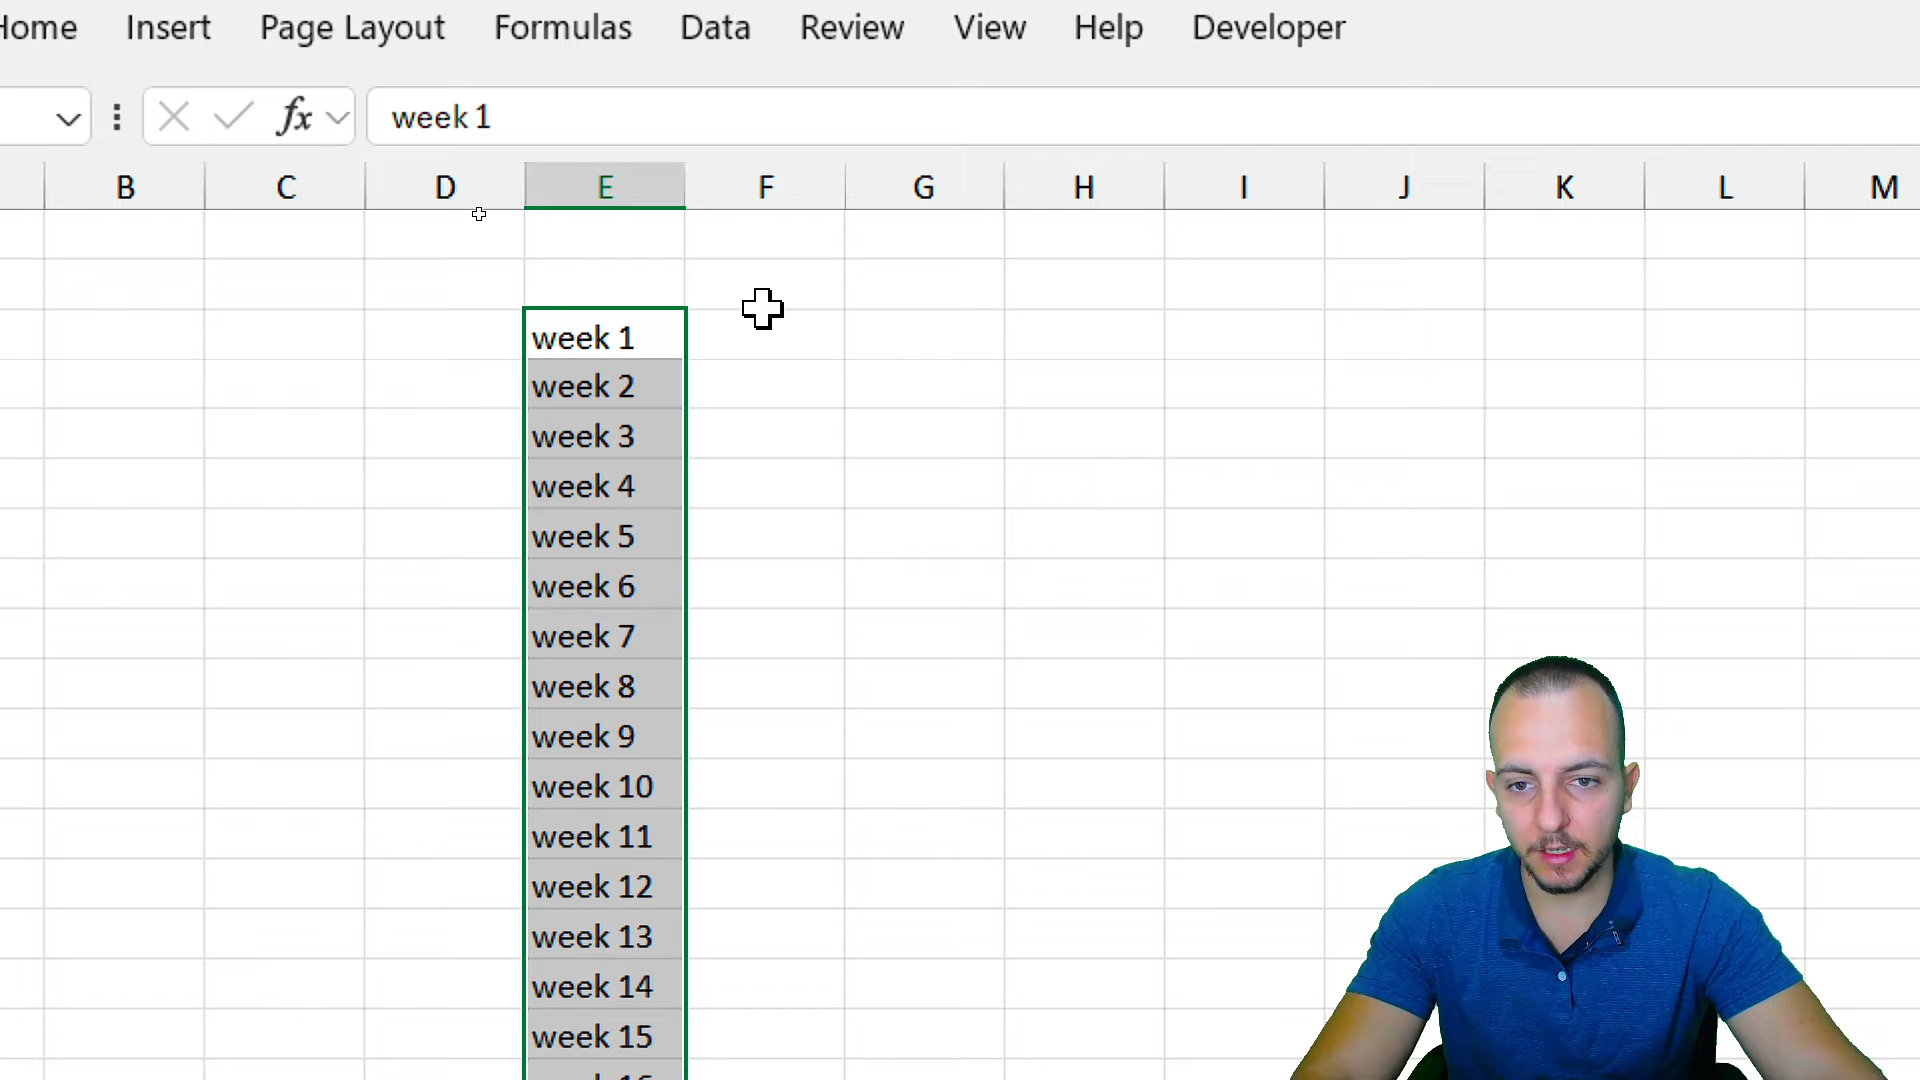 Home Insert Page Layout Formulas Data Review View Help Developer
fx week 1
B C D E F G H I J K L M
week 1
week 2
week 3
week 4
week 5
week 6
week 7
week 8
week 9
week 10
week 11
week 12
week 13
week 14
week 15